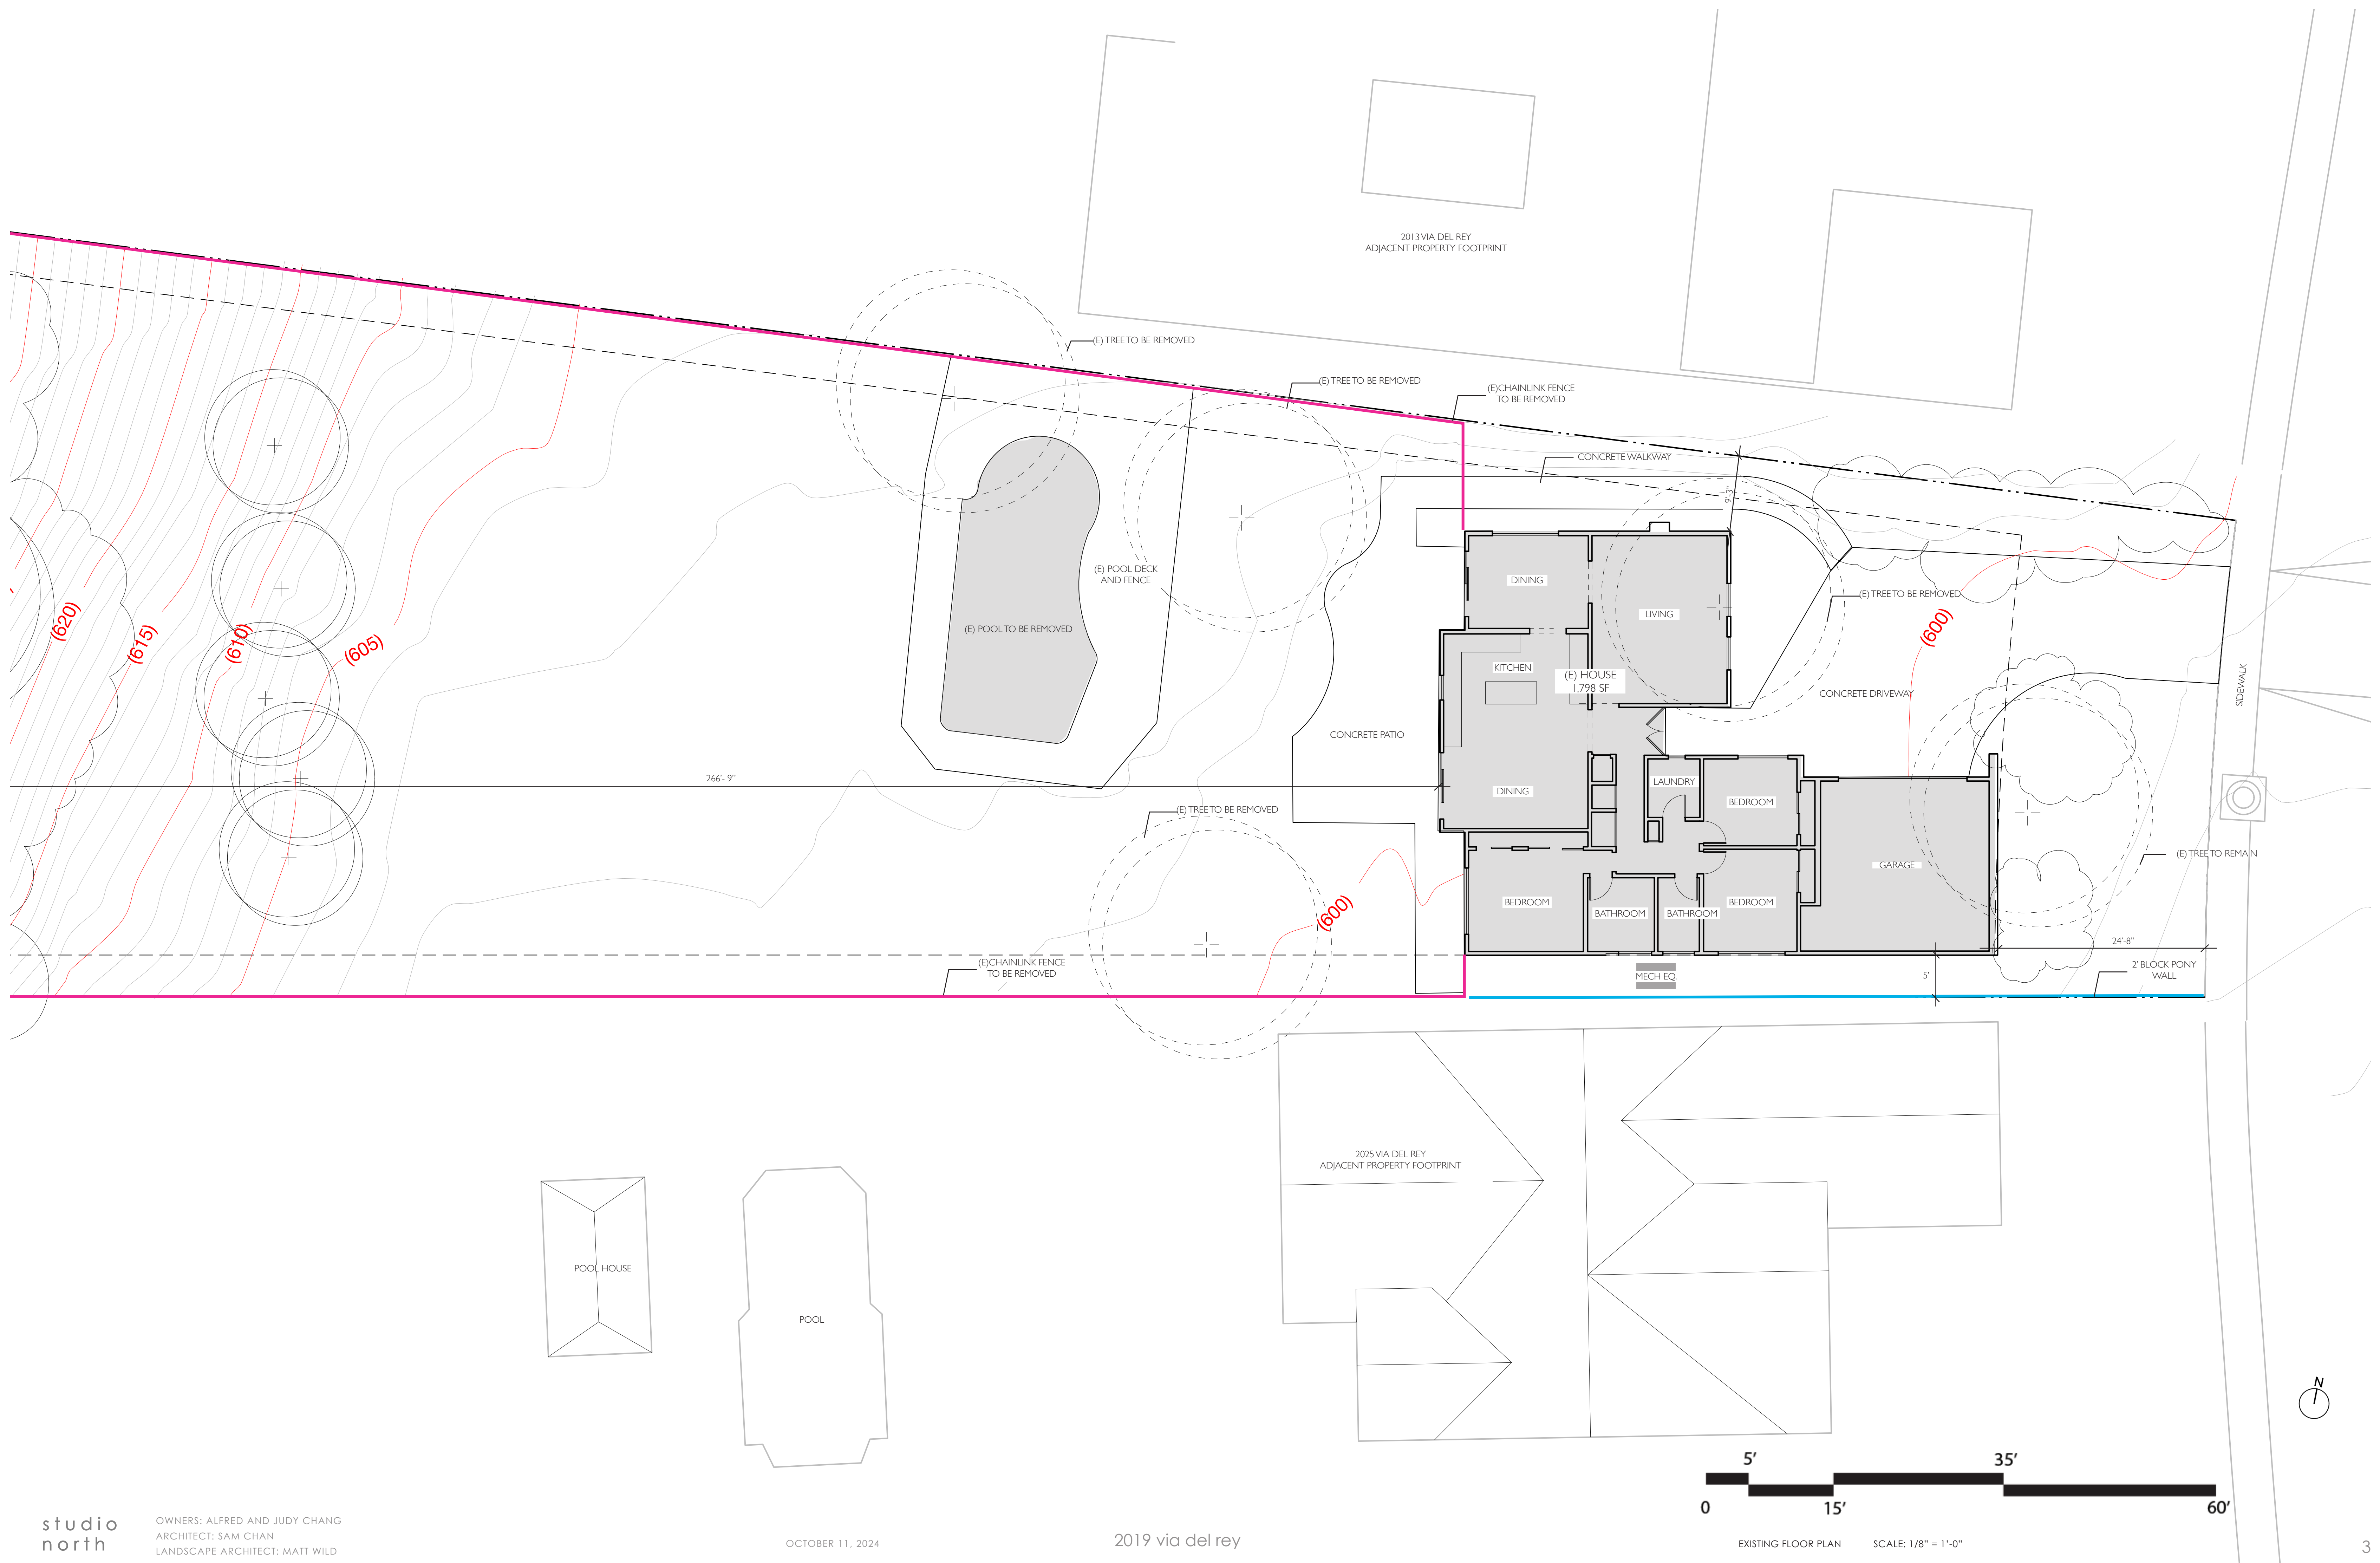 2013 VIA DEL REY
ADJACENT PROPERTY FOOTPRINT
(E) TREE TO BE REMOVED
(E) TREE TO BE REMOVED
(E)CHAINLINK FENCE
TO BE REMOVED
CONCRETE WALKWAY
9'-3"
(E) POOL DECK
AND FENCE
DINING
(E) TREE TO BE REMOVED
LIVING
(620)
(615)
(610)
(605)
(600)
(E) POOL TO BE REMOVED
KITCHEN
(E) HOUSE
1,798 SF
CONCRETE DRIVEWAY
SIDEWALK
CONCRETE PATIO
266'- 9"
LAUNDRY
DINING
BEDROOM
(E) TREE TO BE REMOVED
(E) TREE TO REMAIN
GARAGE
BEDROOM
BATHROOM
BATHROOM
BEDROOM
(600)
24'-8"
(E)CHAINLINK FENCE
TO BE REMOVED
MECH EQ.
5'
2' BLOCK PONY
WALL
2025 VIA DEL REY
ADJACENT PROPERTY FOOTPRINT
POOL HOUSE
POOL
N
5'
35'
0
15'
60'
studio
north
OWNERS: ALFRED AND JUDY CHANG
ARCHITECT: SAM CHAN
LANDSCAPE ARCHITECT: MATT WILD
OCTOBER 11, 2024
2019 via del rey
EXISTING FLOOR PLAN
SCALE: 1/8" = 1'-0"
3